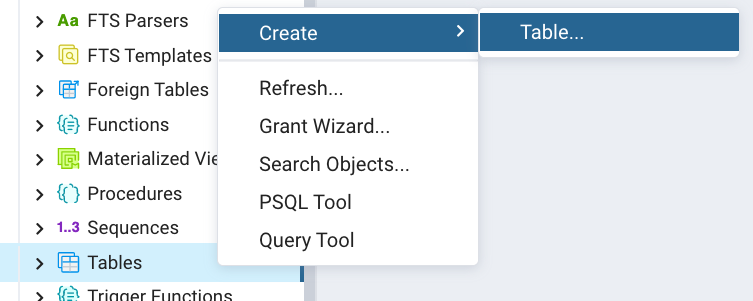 Aa FTS Parsers
FTS Templates
Foreign Tables
Functions
Materialized Vie
Procedures
1..3 Sequences
Tables
Trigger Functions
Create
Refresh...
Grant Wizard...
Search Objects...
PSQL Tool
Query Tool
Table...